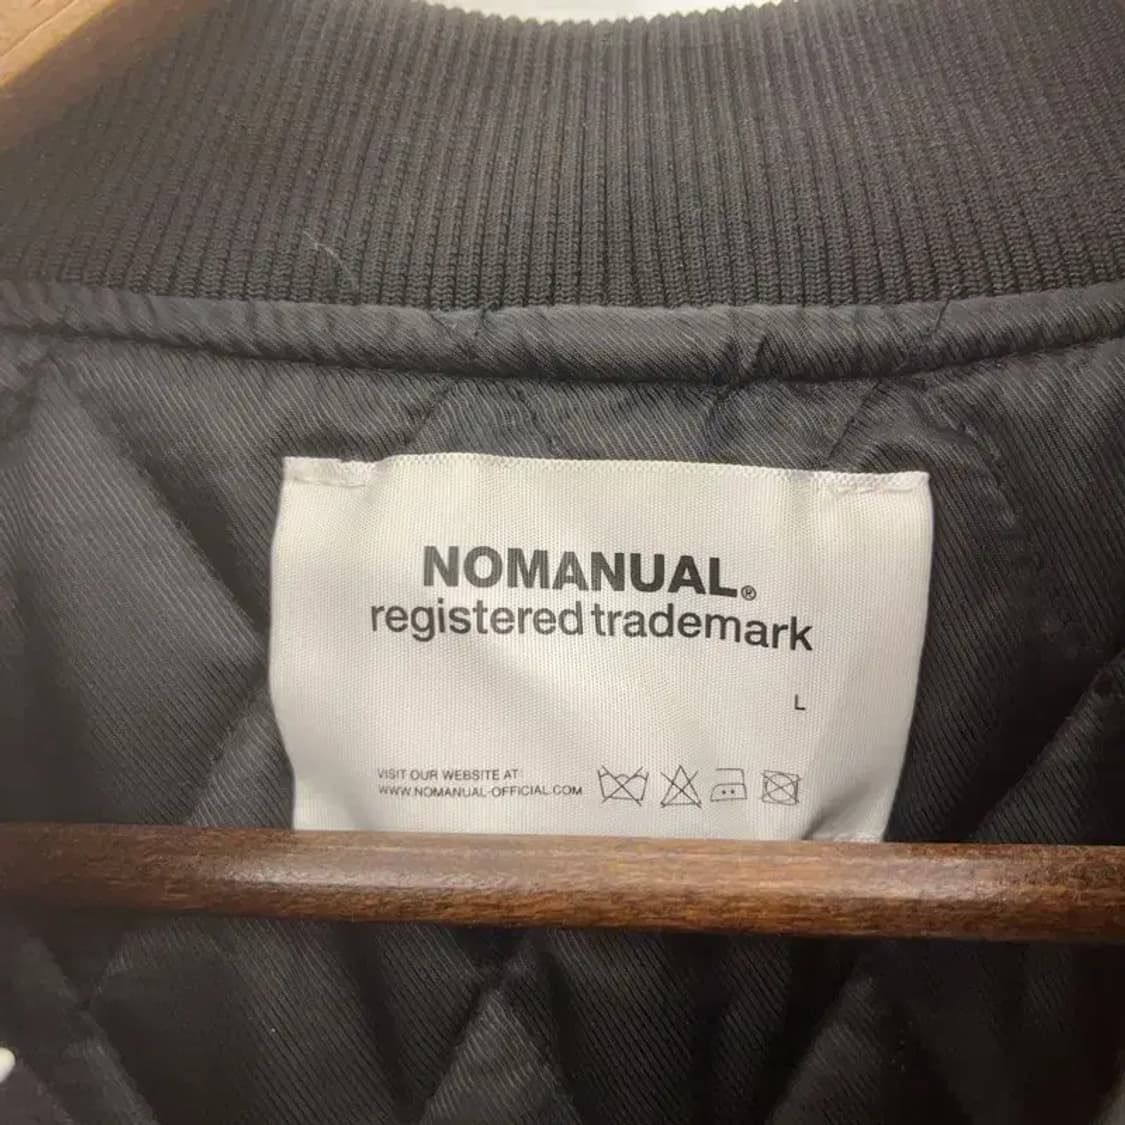 NOMANUAL®
registered trademark
L
VISIT OUR WEBSITE AT:
WWW.NOMANUAL-OFFICIAL.COM